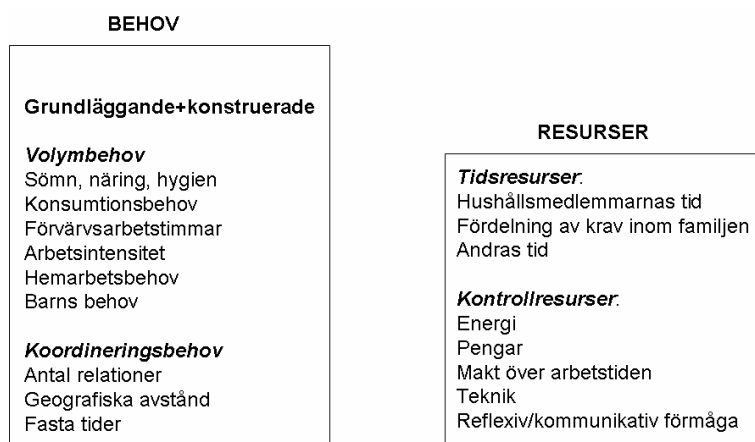 BEHOV
Grundläggande+konstruerade
Volymbehov
Sömn, näring, hygien
Konsumtionsbehov
Förvärvsarbetstimmar
Arbetsintensitet
Hemarbetsbehov
Barns behov
Koordineringsbehov
Antal relationer
Geografiska avstånd
Fasta tider
RESURSER
Tidsresurser:
Hushållsmedlemmarnas tid
Fördelning av krav inom familjen
Andras tid
Kontrollresurser:
Energi
Pengar
Makt över arbetstiden
Teknik
Reflexiv/kommunikativ förmåga